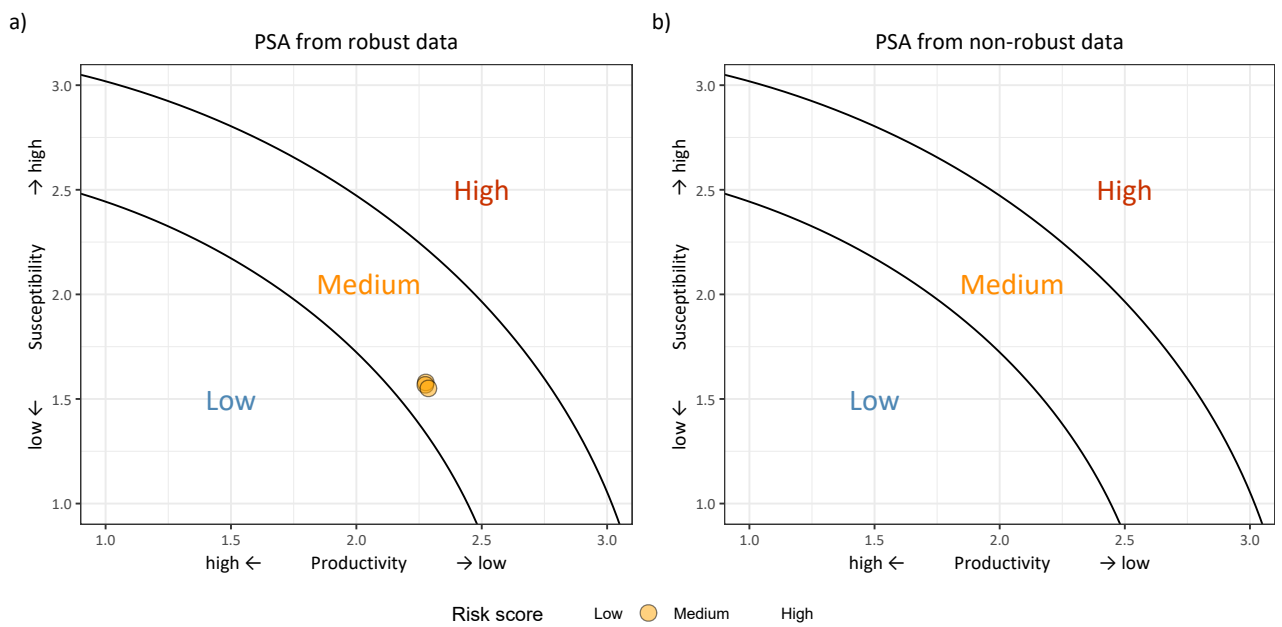 a)
PSA from robust data
3.0
2.5
2.0
1.5
1.0
low ← Susceptibility → high
High
Medium
Low
1.0 1.5 2.0 2.5 3.0
high ← Productivity → low
b)
PSA from non-robust data
3.0
2.5
2.0
1.5
1.0
low ← Susceptibility → high
High
Medium
Low
1.0 1.5 2.0 2.5 3.0
high ← Productivity → low
Risk score Low Medium High